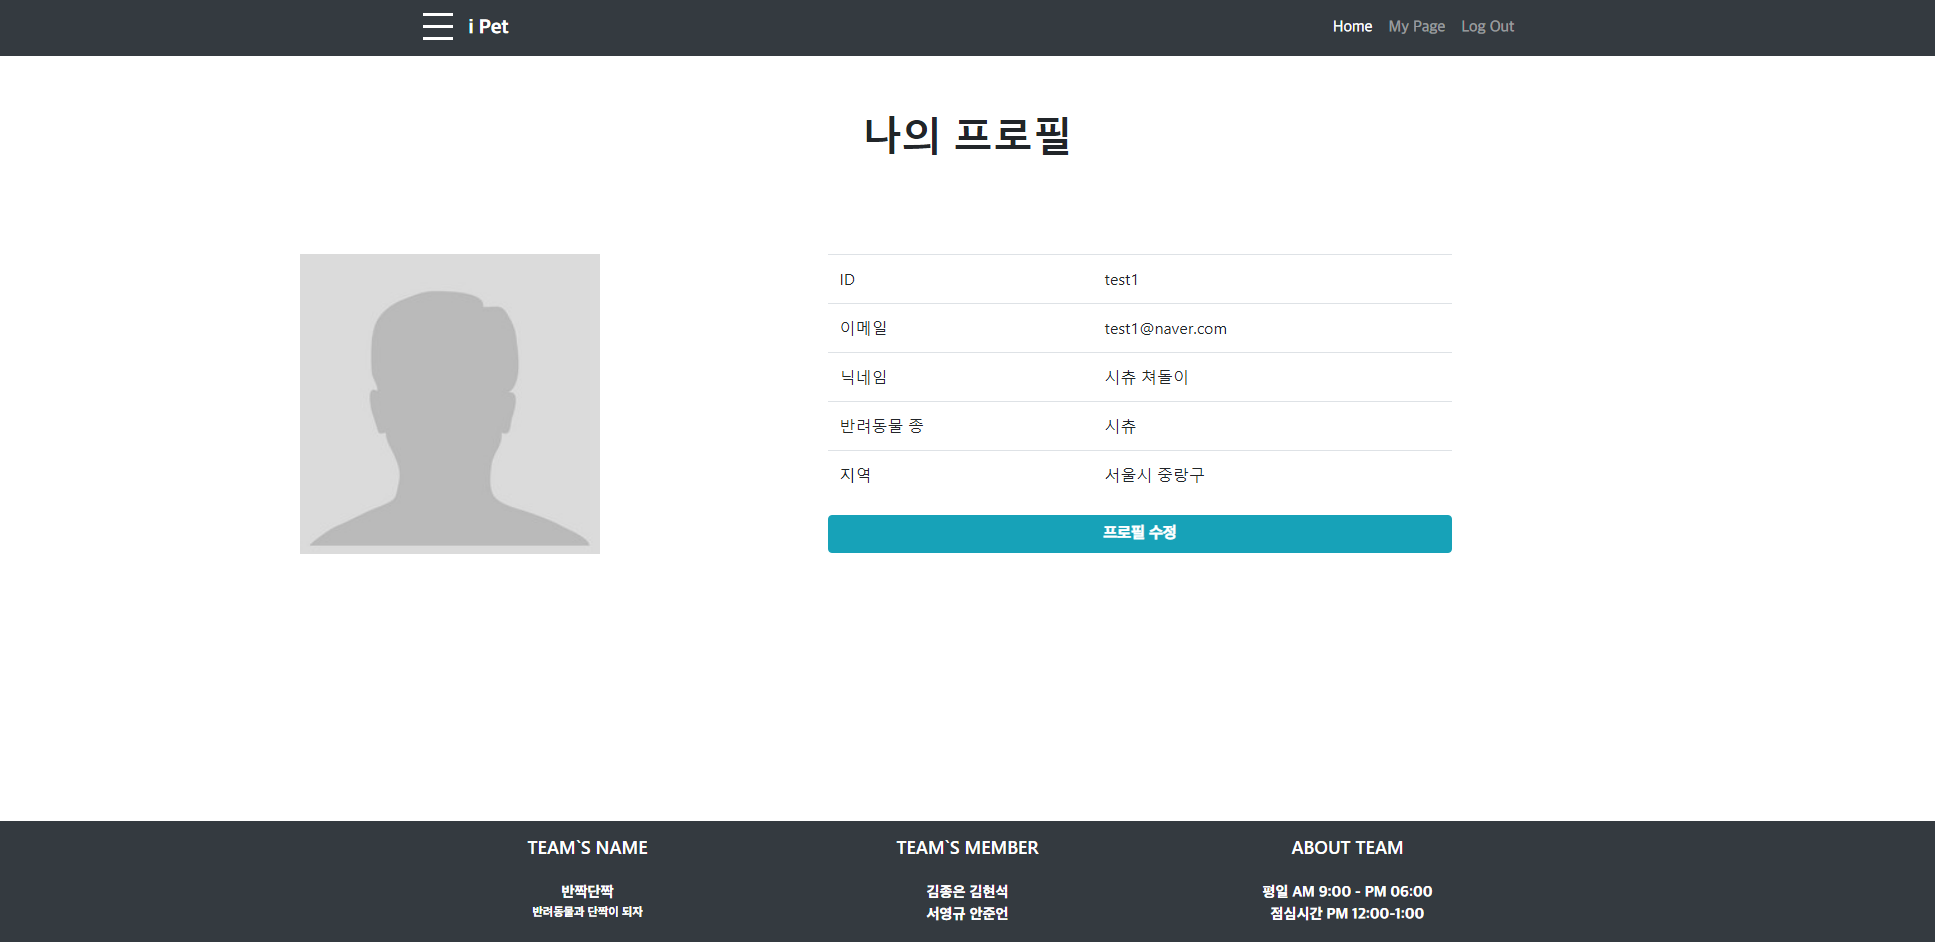 i Pet
Home My Page Log Out
나의 프로필
ID test1
이메일 test1@naver.com
닉네임 시츄 쳐돌이
반려동물 종 시츄
지역 서울시 중랑구
프로필 수정
TEAM`S NAME
반짝단짝
반려동물과 단짝이 되자
TEAM`S MEMBER
김종은 김현석
서영규 안준언
ABOUT TEAM
평일 AM 9:00 - PM 06:00
점심시간 PM 12:00-1:00